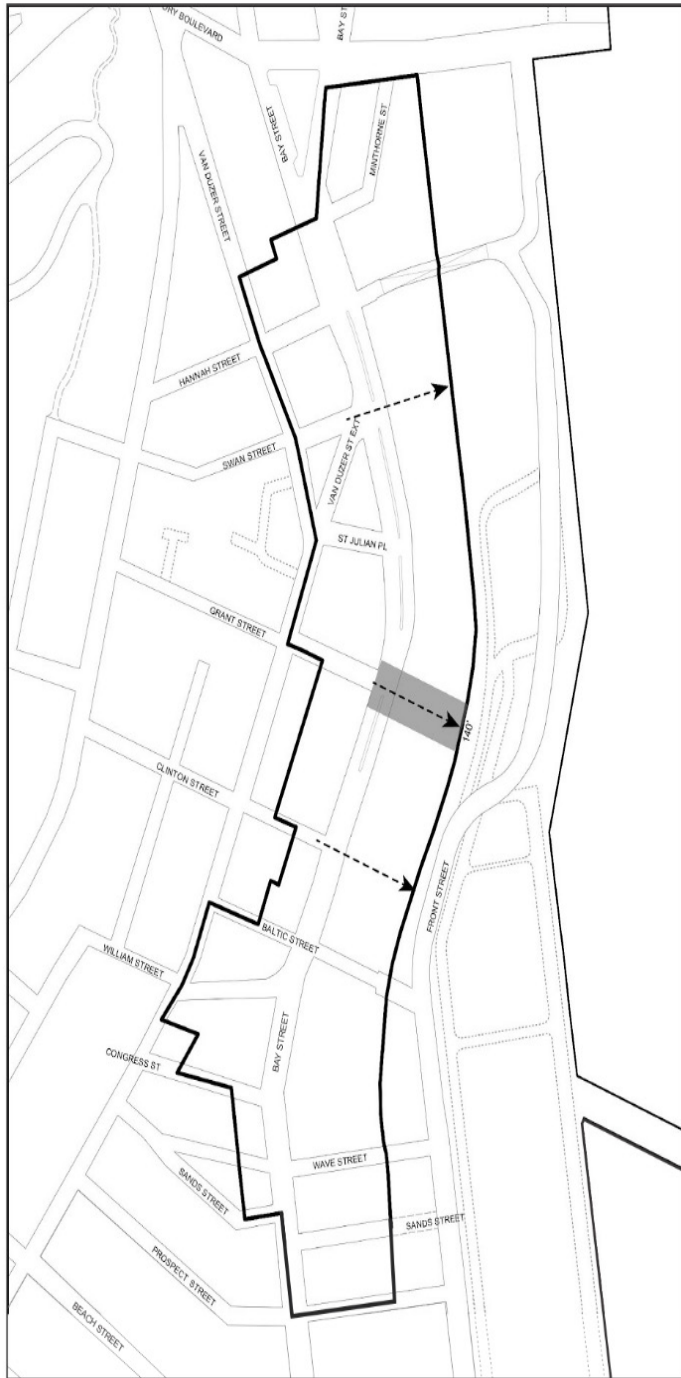 BAY ST
BAY STREET
MINTHORNE ST
VAN DUZER STREET
HANNAH STREET
SWAN STREET
VAN DUZER ST EXT
ST JULIAN PL
GRANT STREET
140'
CLINTON STREET
FRONT STREET
BALTIC STREET
WILLIAM STREET
BAY STREET
CONGRESS ST
WAVE STREET
SANDS STREET
SANDS STREET
PROSPECT STREET
BEACH STREET